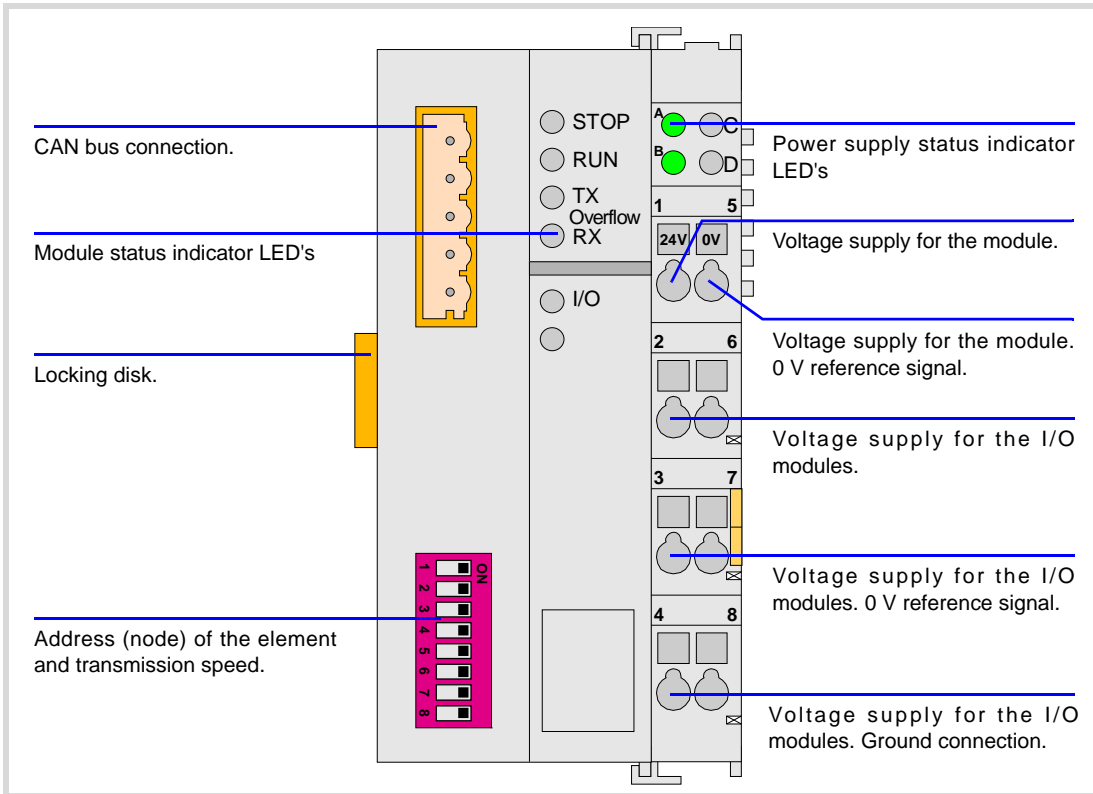 CAN bus connection.
Module status indicator LED's
Locking disk.
Address (node) of the element
and transmission speed.
1
2
3
4
5
6
7
8
ON
STOP
RUN
TX
Overflow
RX
I/O
A
C
B
D
1 5
24V 0V
2 6
3 7
4 8
Power supply status indicator
LED's
Voltage supply for the module.
Voltage supply for the module.
0 V reference signal.
Voltage supply for the I/O
modules.
Voltage supply for the I/O
modules. 0 V reference signal.
Voltage supply for the I/O
modules. Ground connection.